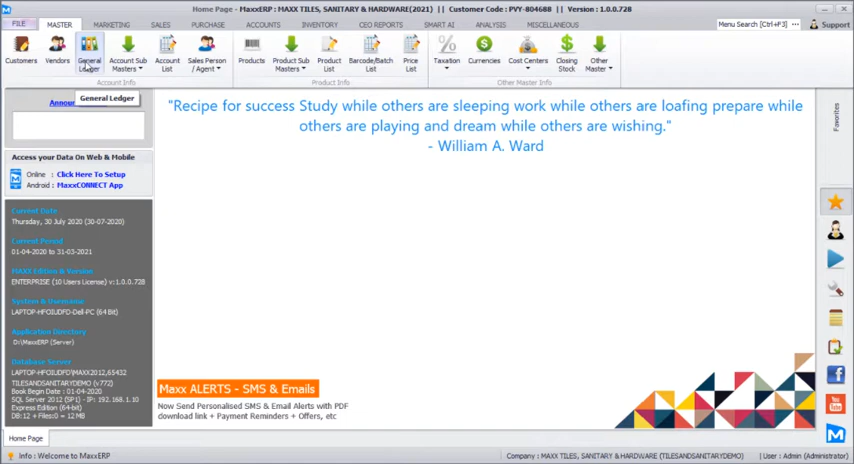 Home Page - MaxxERP : MAXX TILES, SANITARY & HARDWARE(2021) || Customer Code : PVY-804688 || Version : 1.0.0.728
FILE MASTER MARKETING SALES PURCHASE ACCOUNTS INVENTORY CEO REPORTS SMART AI ANALYSIS MISCELLANEOUS Menu Search [Ctrl+F3] Support
Customers Vendors General Ledger Account Sub Masters Account List Sales Person / Agent Products Product Sub Masters Product List Barcode/Batch List Price List Taxation Currencies Cost Centers Closing Stock Other Master
Account Info Product Info Other Master Info
General Ledger
"Recipe for success Study while others are sleeping work while others are loafing prepare while
others are playing and dream while others are wishing."
- William A. Ward
Favorites
Access your Data On Web & Mobile
Online : Click Here To Setup
Android : MaxxCONNECT App
Current Date
Thursday, 30 July 2020 (30-07-2020)
Current Period
01-04-2020 to 31-03-2021
MAXX Edition & Version
ENTERPRISE (10 Users License) v:1.0.0.728
System & Username
LAPTOP-HFOIUDFD-Dell-PC (64 Bit)
Application Directory
D:\MaxxERP (Server)
Database Server
LAPTOP-HFOIUDFD\MAXX2012,65432
TILESANDSANITARYDEMO (v772)
Book Begin Date : 01-04-2020
SQL Server 2012 (SP1) - IP: 192.168.1.10
Express Edition (64-bit)
DB:12 + Files:0 = 12 MB
Maxx ALERTS - SMS & Emails
Now Send Personalised SMS & Email Alerts with PDF
download link + Payment Reminders + Offers, etc
You
Tube
Home Page
Info : Welcome to MaxxERP Company : MAXX TILES, SANITARY & HARDWARE (TILESANDSANITARYDEMO) User : Admin (Administrator)